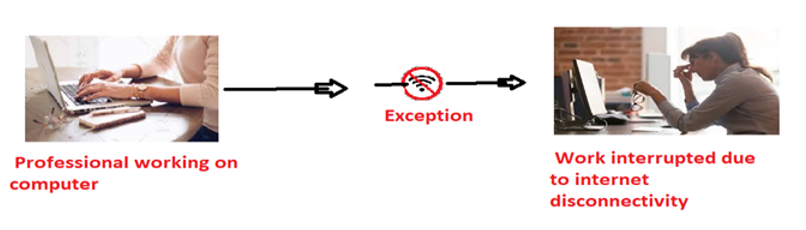 Professional working on
computer
Exception
Work interrupted due
to internet
disconnectivity